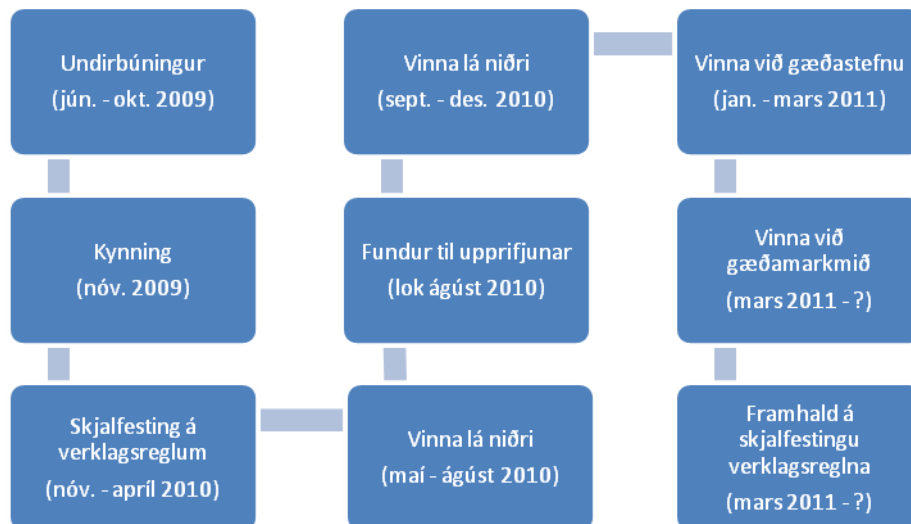 Undirbúningur
(jún. - okt. 2009)
Kynning
(nóv. 2009)
Skjalfesting á
verklagsreglum
(nóv. - apríl 2010)
Vinna lá niðri
(maí - ágúst 2010)
Fundur til upprifjunar
(lok ágúst 2010)
Vinna lá niðri
(sept. - des. 2010)
Vinna við gæðastefnu
(jan. - mars 2011)
Vinna við
gæðamarkmið
(mars 2011 - ?)
Framhald á
skjalfestingu
verklagsreglna
(mars 2011 - ?)